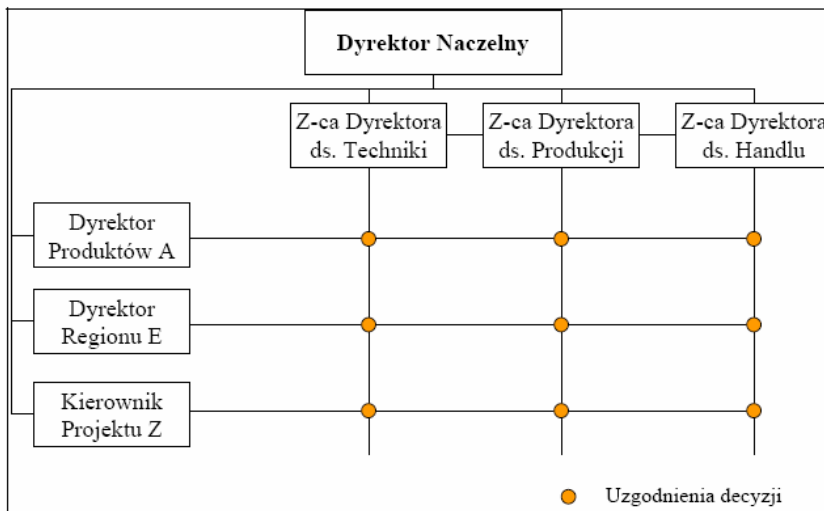 Dyrektor Naczelny
Z-ca Dyrektora
ds. Techniki
Z-ca Dyrektora
ds. Produkcji
Z-ca Dyrektora
ds. Handlu
Dyrektor
Produktów A
Dyrektor
Regionu E
Kierownik
Projektu Z
Uzgodnienia decyzji